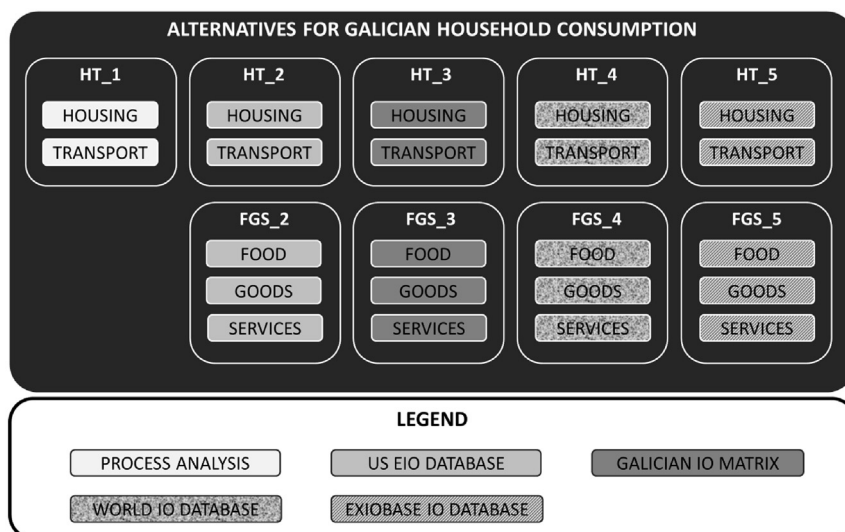 ALTERNATIVES FOR GALICIAN HOUSEHOLD CONSUMPTION
HT_1 HT_2 HT_3 HT_4 HT_5
HOUSING HOUSING HOUSING HOUSING HOUSING
TRANSPORT TRANSPORT TRANSPORT TRANSPORT TRANSPORT
FGS_2 FGS_3 FGS_4 FGS_5
FOOD FOOD FOOD FOOD
GOODS GOODS GOODS GOODS
SERVICES SERVICES SERVICES SERVICES
LEGEND
PROCESS ANALYSIS US EIO DATABASE GALICIAN IO MATRIX
WORLD IO DATABASE EXIOBASE IO DATABASE